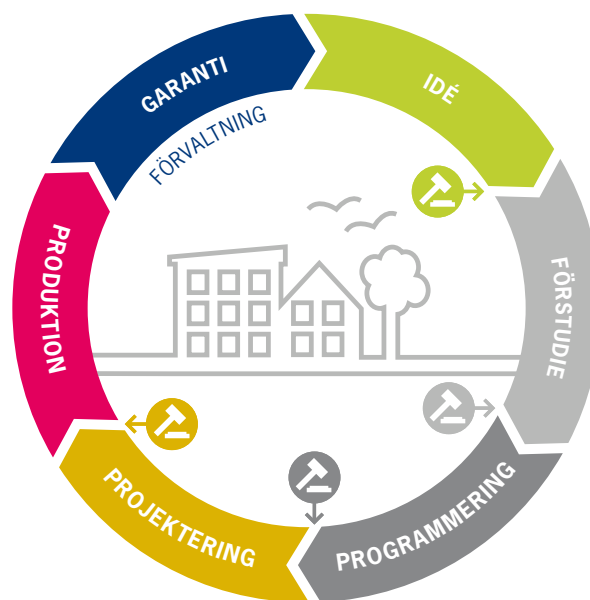 IDÉ
FÖRSTUDIE
PROGRAMMERING
PROJEKTERING
PRODUKTION
GARANTI
FÖRVALTNING